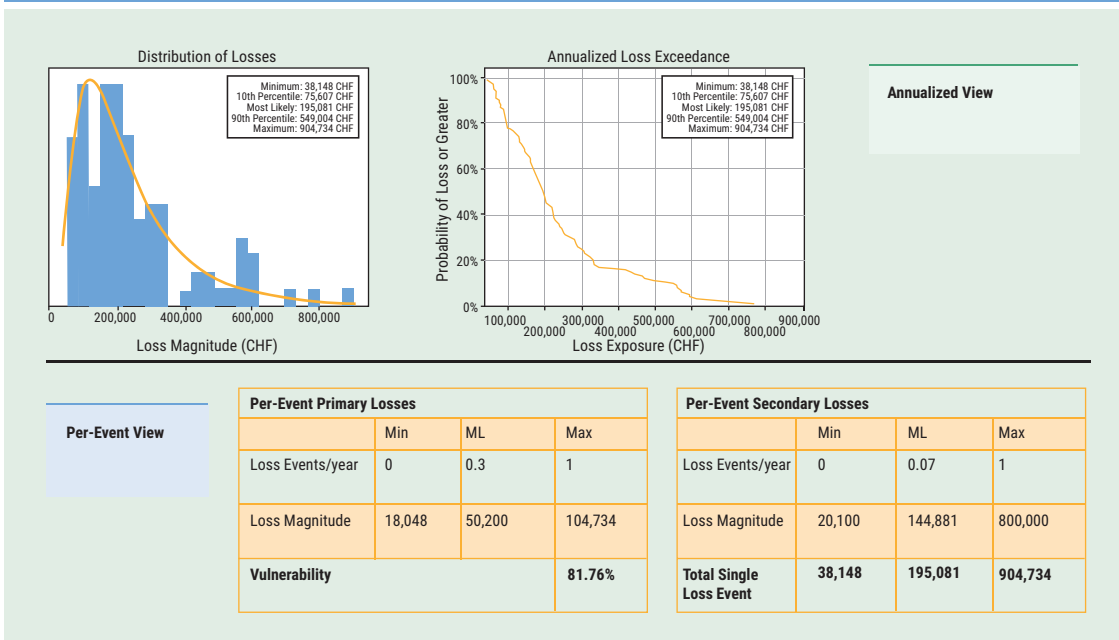 Distribution of Losses
Minimum: 38,148 CHF
10th Percentile: 75,607 CHF
Most Likely: 195,081 CHF
90th Percentile: 549,004 CHF
Maximum: 904,734 CHF
0 200,000 400,000 600,000 800,000
Loss Magnitude (CHF)
Annualized Loss Exceedance
Probability of Loss or Greater
100%
80%
60%
40%
20%
0%
Minimum: 38,148 CHF
10th Percentile: 75,607 CHF
Most Likely: 195,081 CHF
90th Percentile: 549,004 CHF
Maximum: 904,734 CHF
100,000 300,000 500,000 700,000 900,000
200,000 400,000 600,000 800,000
Loss Exposure (CHF)
Annualized View
Per-Event View
Per-Event Primary Losses
Min ML Max
Loss Events/year 0 0.3 1
Loss Magnitude 18,048 50,200 104,734
Vulnerability 81.76%
Per-Event Secondary Losses
Min ML Max
Loss Events/year 0 0.07 1
Loss Magnitude 20,100 144,881 800,000
Total Single 38,148 195,081 904,734
Loss Event